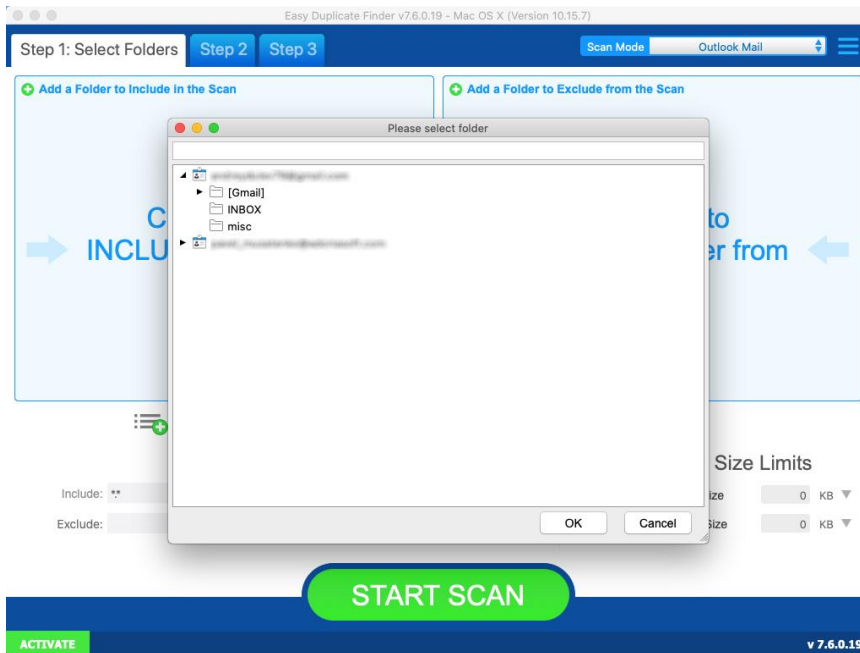 Easy Duplicate Finder v7.6.0.19 - Mac OS X (Version 10.15.7)
Step 1: Select Folders Step 2 Step 3 Scan Mode Outlook Mail
Add a Folder to Include in the Scan Add a Folder to Exclude from the Scan
Please select folder
[Gmail]
INBOX
misc
C to
INCLU er from
Size Limits
Include: *.* ize 0 KB
Exclude: Size 0 KB
OK Cancel
START SCAN
ACTIVATE v 7.6.0.19